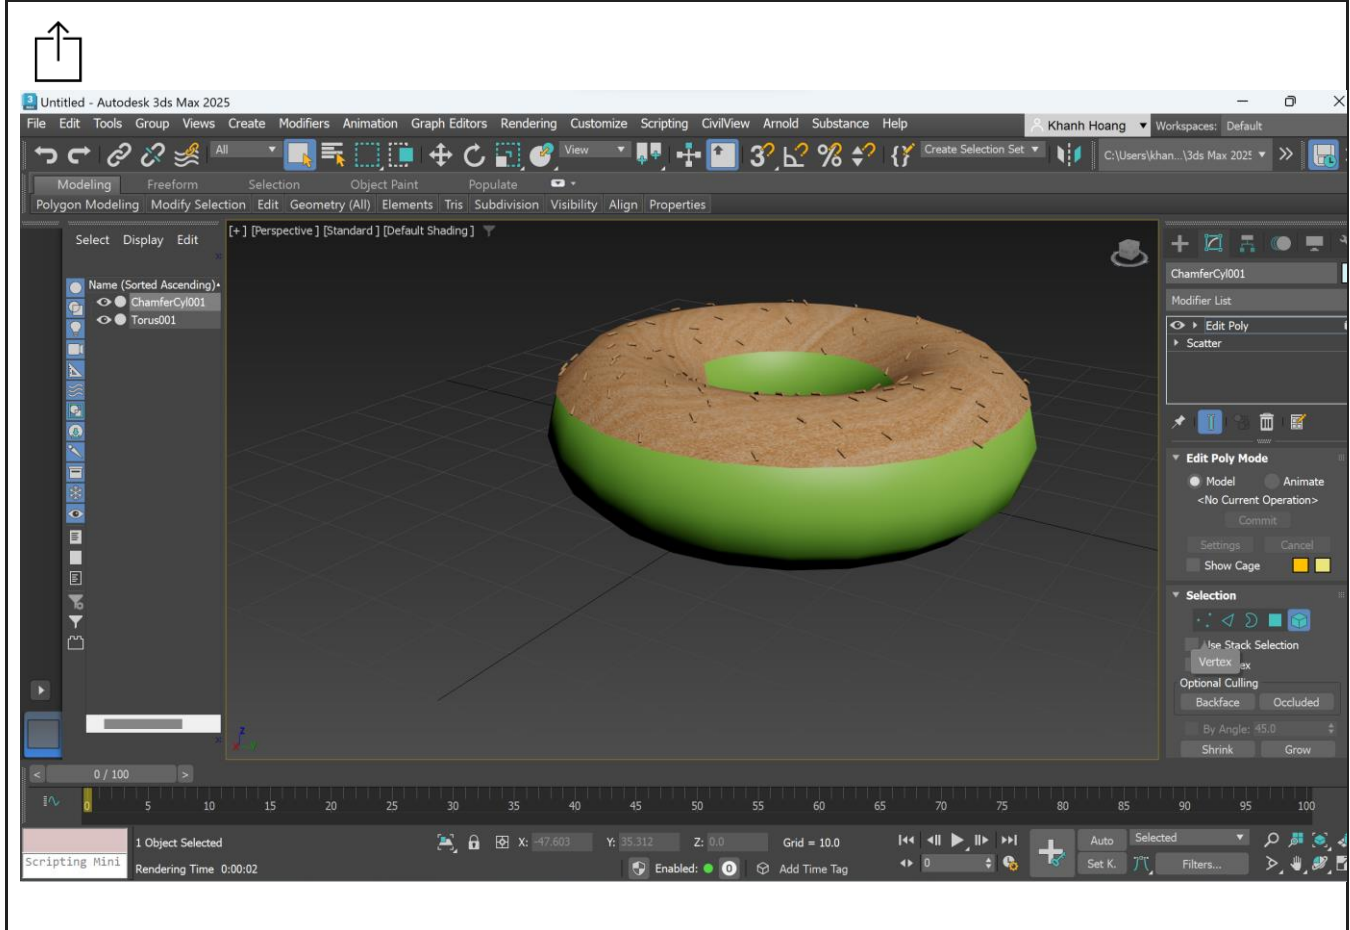 Untitled - Autodesk 3ds Max 2025
File Edit Tools Group Views Create Modifiers Animation Graph Editors Rendering Customize Scripting CivilView Arnold Substance Help
Khanh Hoang
Workspaces: Default
All
View
Create Selection Set
C:\Users\khan...\3ds Max 2025
Modeling Freeform Selection Object Paint Populate
Polygon Modeling Modify Selection Edit Geometry (All) Elements Tris Subdivision Visibility Align Properties
Select Display Edit
[+] [Perspective] [Standard] [Default Shading]
Name (Sorted Ascending)
ChamferCyl001
Torus001
ChamferCyl001
Modifier List
Edit Poly
Scatter
Edit Poly Mode
Model Animate
<No Current Operation>
Commit
Settings Cancel
Show Cage
Selection
Use Stack Selection
Vertex
ex
Optional Culling
Backface Occluded
By Angle: 45.0
Shrink Grow
z
< 0 / 100 >
0 5 10 15 20 25 30 35 40 45 50 55 60 65 70 75 80 85 90 95 100
1 Object Selected
X: -47.603 Y: 35.312 Z: 0.0 Grid = 10.0
Auto Selected
Scripting Mini
Rendering Time 0:00:02
Enabled: 0 Add Time Tag
0
Set K. Filters...